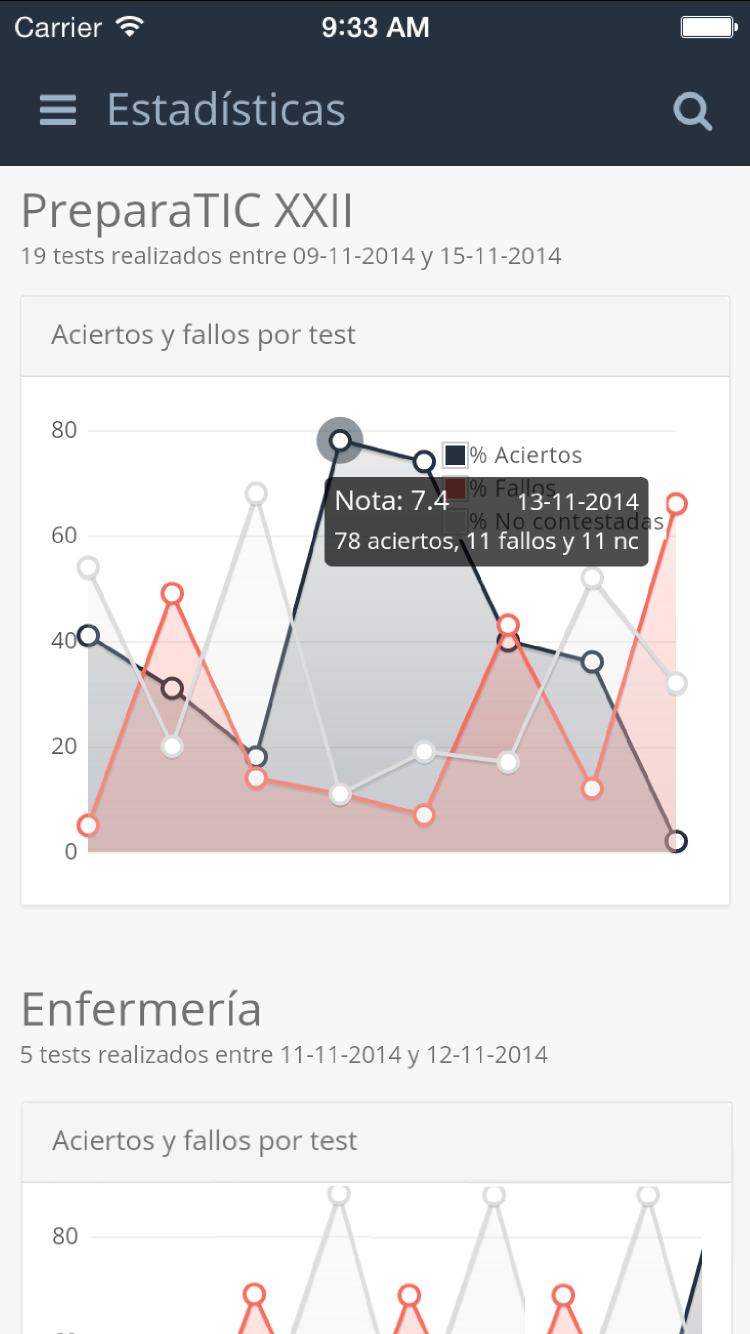 Carrier 9:33 AM
Estadísticas
PreparaTIC XXII
19 tests realizados entre 09-11-2014 y 15-11-2014
Aciertos y fallos por test
80
% Aciertos
% Fallos
Nota: 7.4 13-11-2014
% No contestadas
60
78 aciertos, 11 fallos y 11 nc
40
20
0
Enfermería
5 tests realizados entre 11-11-2014 y 12-11-2014
Aciertos y fallos por test
80